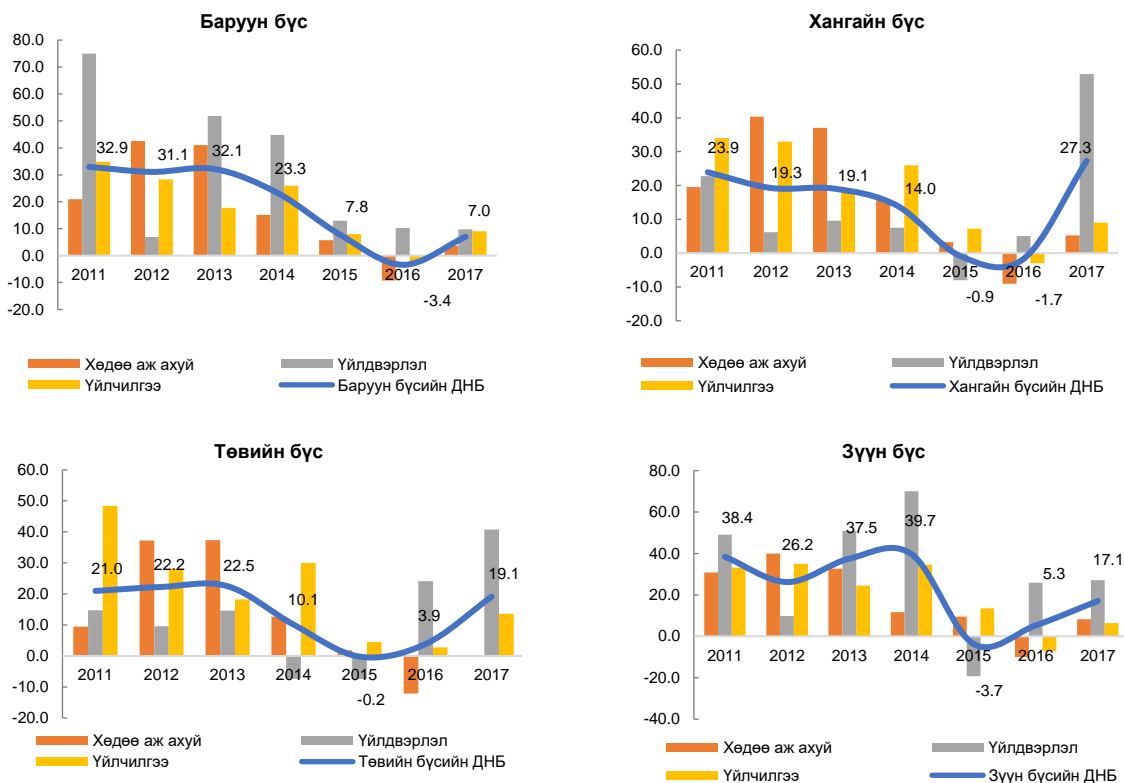 Баруун бүс
80.0
70.0
60.0
50.0
40.0
30.0
20.0
10.0
0.0
-10.0
-20.0
32.9
31.1
32.1
23.3
7.8
-3.4
7.0
2011 2012 2013 2014 2015 2016 2017
Хөдөө аж ахуй
Үйлдвэрлэл
Үйлчилгээ
Баруун бүсийн ДНБ
Хангайн бүс
60.0
50.0
40.0
30.0
20.0
10.0
0.0
-10.0
-20.0
23.9
19.3
19.1
14.0
-0.9
-1.7
27.3
2011 2012 2013 2014 2015 2016 2017
Хөдөө аж ахуй
Үйлдвэрлэл
Үйлчилгээ
Хангайн бүсийн ДНБ
Төвийн бүс
60.0
50.0
40.0
30.0
20.0
10.0
0.0
-10.0
-20.0
21.0
22.2
22.5
10.1
-0.2
3.9
19.1
2011 2012 2013 2014 2015 2016 2017
Хөдөө аж ахуй
Үйлдвэрлэл
Үйлчилгээ
Төвийн бүсийн ДНБ
Зүүн бүс
80.0
60.0
40.0
20.0
0.0
-20.0
-40.0
38.4
26.2
37.5
39.7
-3.7
5.3
17.1
2011 2012 2013 2014 2015 2016 2017
Хөдөө аж ахуй
Үйлдвэрлэл
Үйлчилгээ
Зүүн бүсийн ДНБ